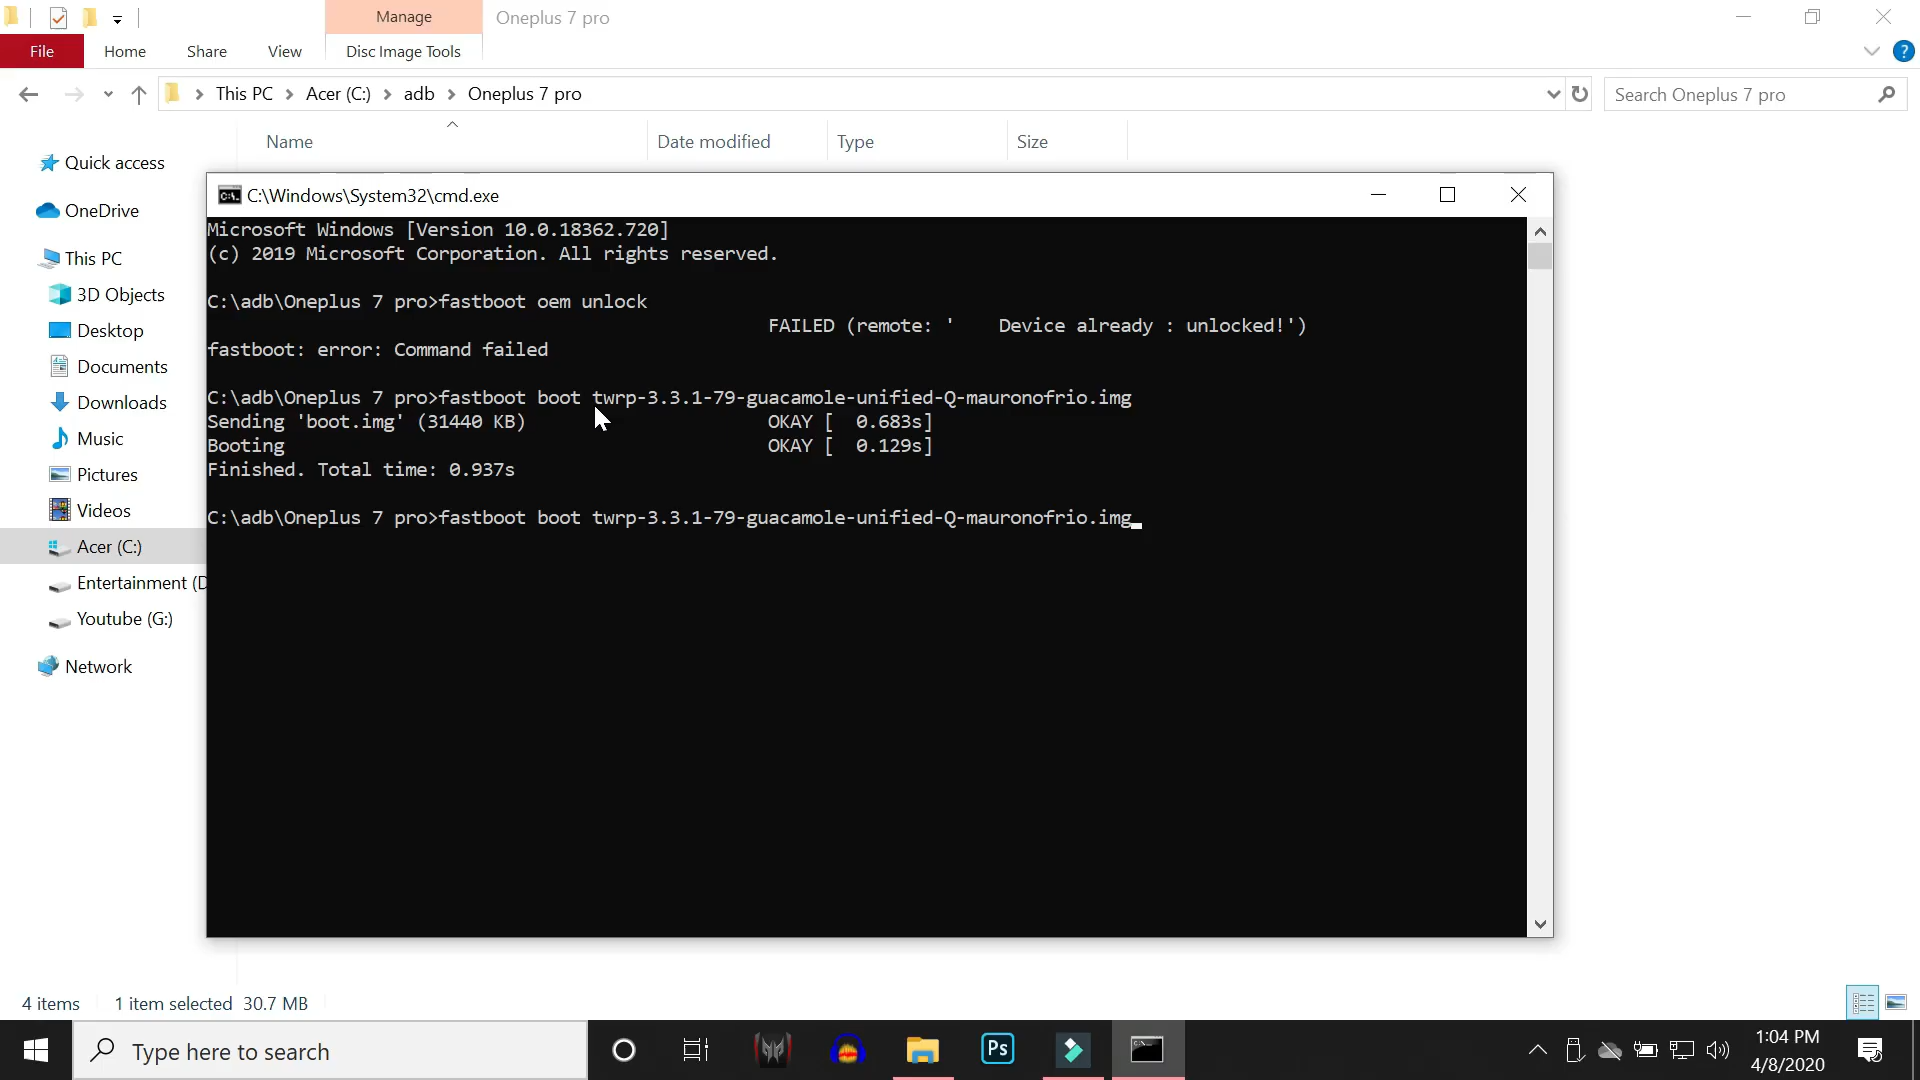 Manage
Oneplus 7 pro
File
Home
Share
View
Disc Image Tools
?
This PC
Acer (C:)
adb
Oneplus 7 pro
Search Oneplus 7 pro
Name
Date modified
Type
Size
Quick access
OneDrive
This PC
3D Objects
Desktop
Documents
Downloads
Music
Pictures
Videos
Acer (C:)
Entertainment (D
Youtube (G:)
Network
C:\Windows\System32\cmd.exe
Microsoft Windows [Version 10.0.18362.720]
(c) 2019 Microsoft Corporation. All rights reserved.
C:\adb\Oneplus 7 pro>fastboot oem unlock
FAILED (remote: '    Device already : unlocked!')
fastboot: error: Command failed
C:\adb\Oneplus 7 pro>fastboot boot twrp-3.3.1-79-guacamole-unified-Q-mauronofrio.img
Sending 'boot.img' (31440 KB)                      OKAY [  0.683s]
Booting                                            OKAY [  0.129s]
Finished. Total time: 0.937s
C:\adb\Oneplus 7 pro>fastboot boot twrp-3.3.1-79-guacamole-unified-Q-mauronofrio.img
4 items
1 item selected  30.7 MB
Type here to search
Ps
1:04 PM
4/8/2020